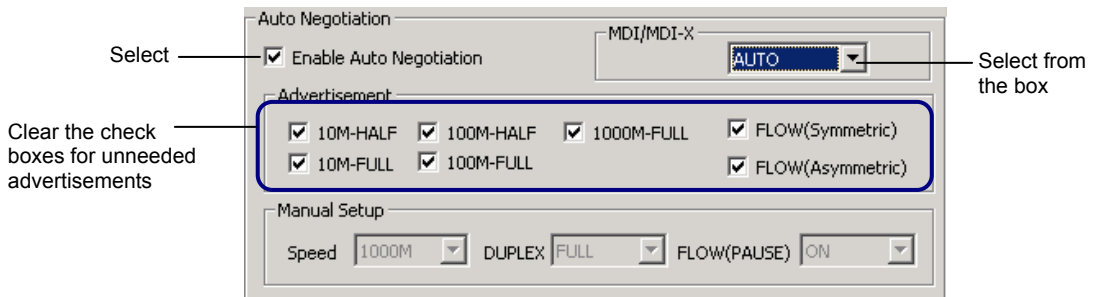 Auto Negotiation
MDI/MDI-X
Select
Enable Auto Negotiation
AUTO
Select from
the box
Advertisement
Clear the check
boxes for unneeded
advertisements
10M-HALF 100M-HALF 1000M-FULL FLOW(Symmetric)
10M-FULL 100M-FULL FLOW(Asymmetric)
Manual Setup
Speed 1000M DUPLEX FULL FLOW(PAUSE) ON